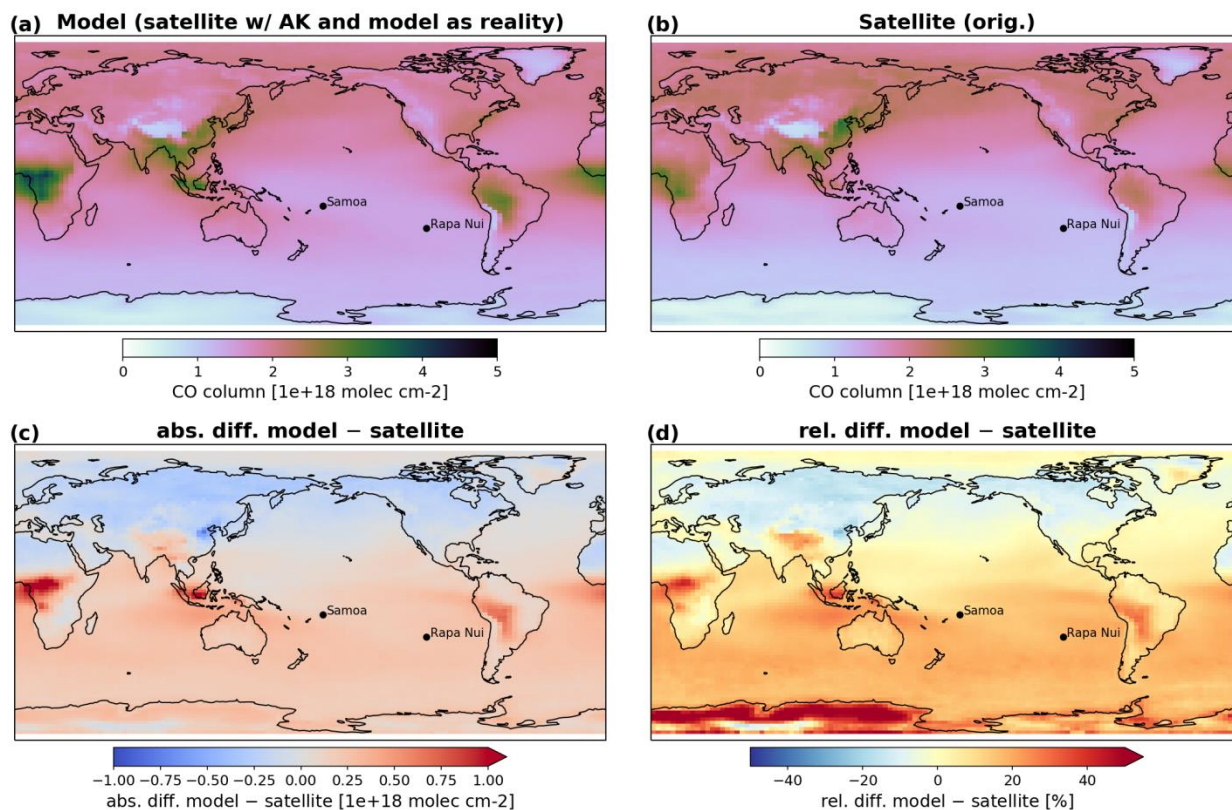 (a) Model (satellite w/ AK and model as reality)
Samoa
Rapa Nui
0 1 2 3 4 5
CO column [1e+18 molec cm-2]
(b) Satellite (orig.)
Samoa
Rapa Nui
0 1 2 3 4 5
CO column [1e+18 molec cm-2]
(c) abs. diff. model − satellite
Samoa
Rapa Nui
−1.00 −0.75 −0.50 −0.25 0.00 0.25 0.50 0.75 1.00
abs. diff. model − satellite [1e+18 molec cm-2]
(d) rel. diff. model − satellite
Samoa
Rapa Nui
−40 −20 0 20 40
rel. diff. model − satellite [%]